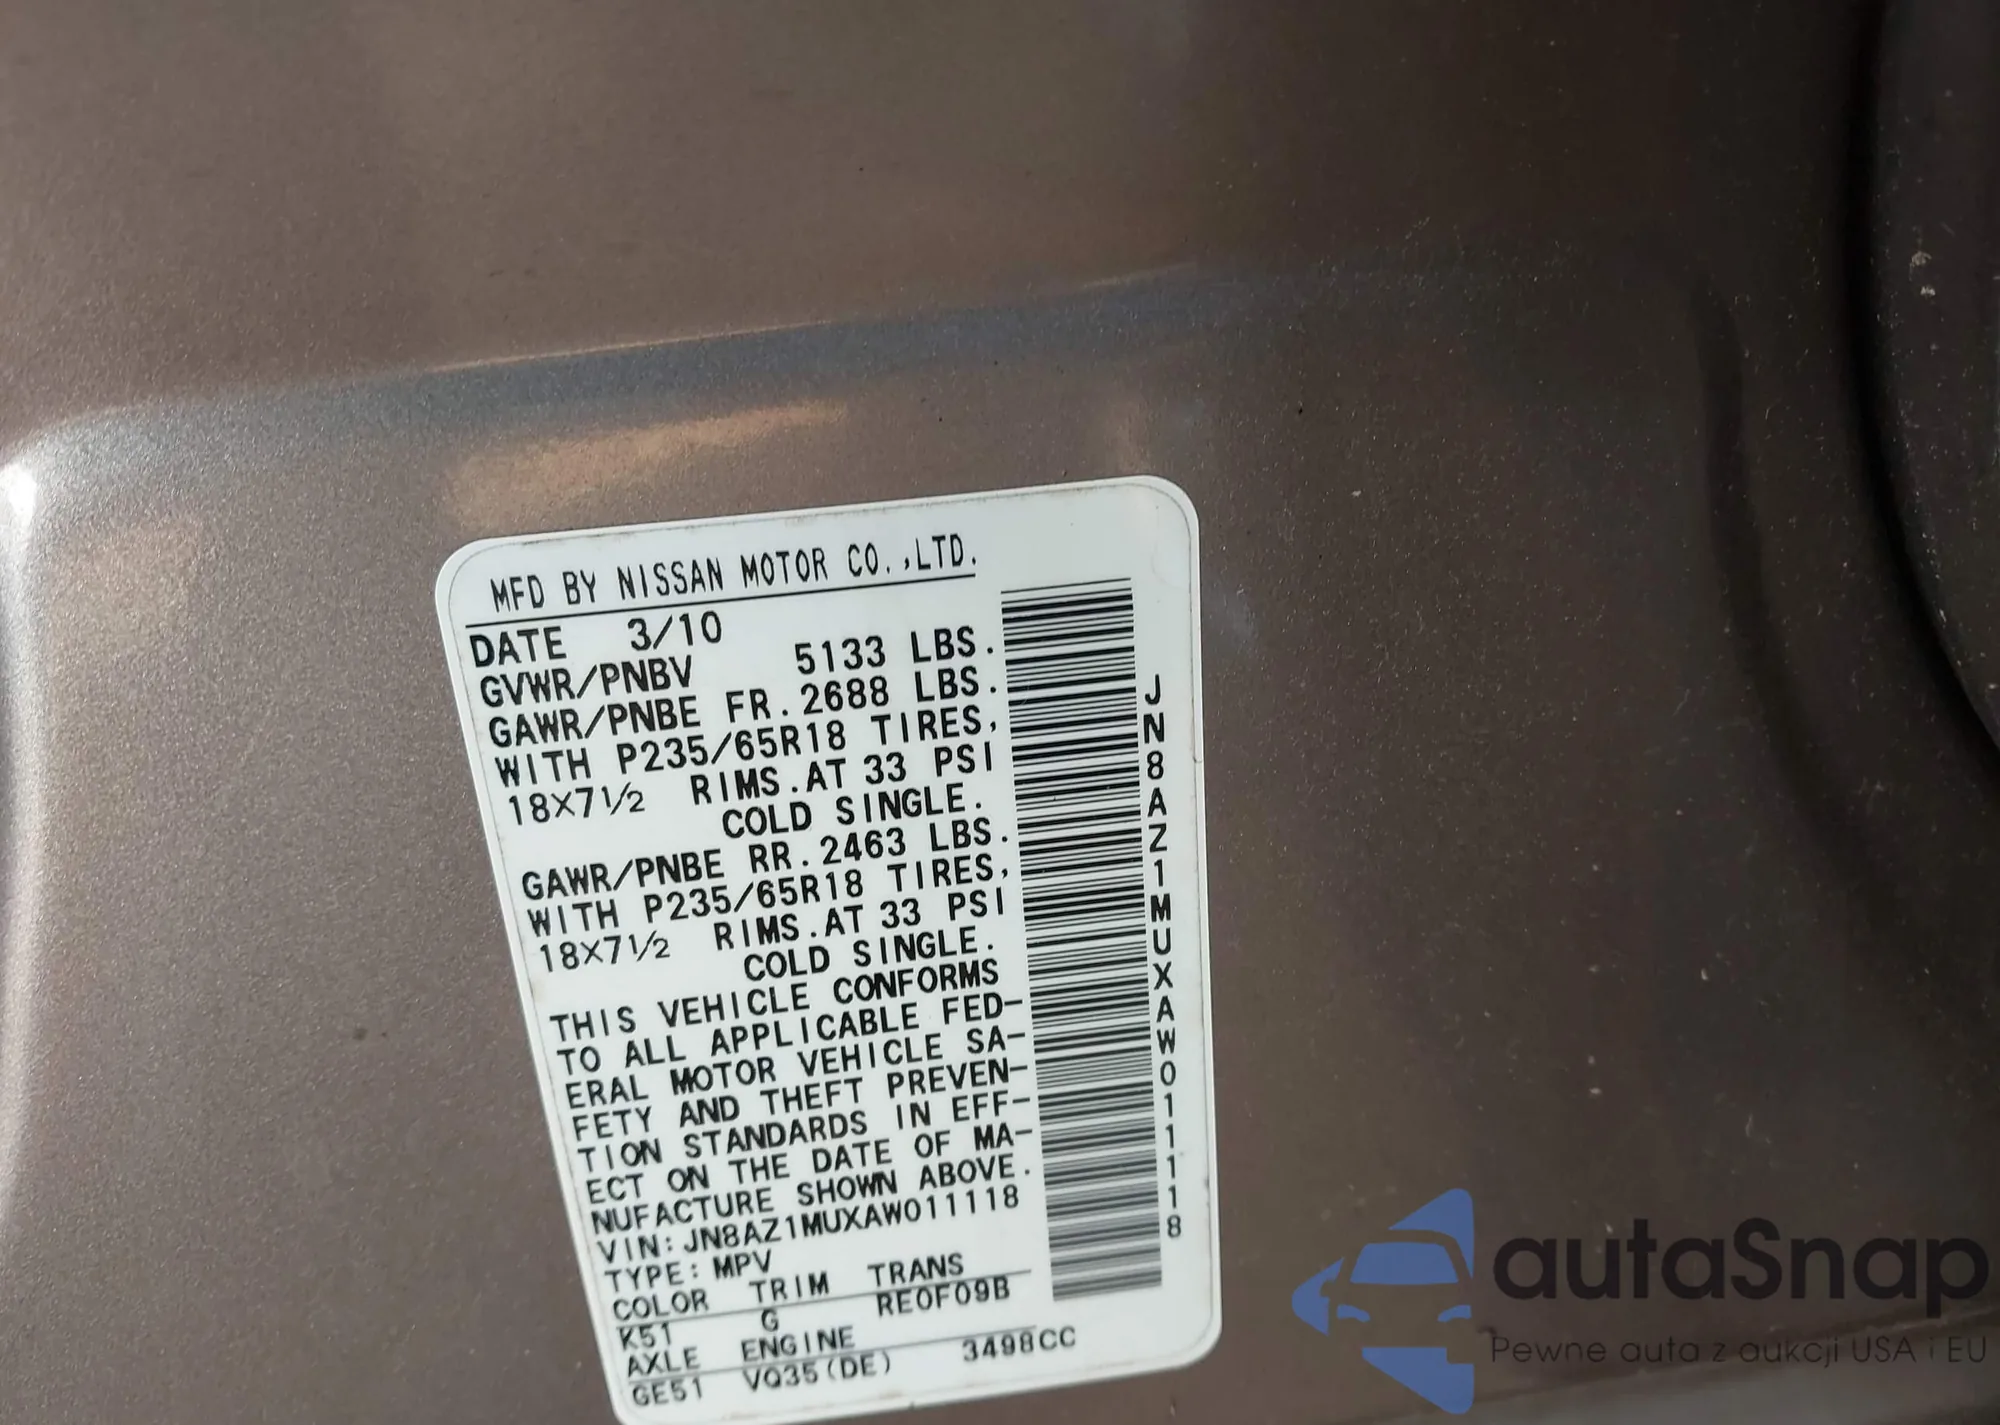 MFD BY NISSAN MOTOR CO.,LTD.
DATE 3/10
GVWR/PNBV 5133 LBS.
GAWR/PNBE FR. 2688 LBS.
WITH P235/65R18 TIRES,
18X7½ RIMS. AT 33 PSI
COLD SINGLE.
GAWR/PNBE RR. 2463 LBS.
WITH P235/65R18 TIRES,
18X7½ RIMS. AT 33 PSI
COLD SINGLE.
THIS VEHICLE CONFORMS
TO ALL APPLICABLE FED-
ERAL MOTOR VEHICLE SA-
FETY AND THEFT PREVEN-
TION STANDARDS IN EFF-
ECT ON THE DATE OF MA-
NUFACTURE SHOWN ABOVE.
VIN: JN8AZ1MUXAW011118
TYPE: MPV
COLOR TRIM TRANS
K51 G RE0F09B
AXLE ENGINE
GE51 VQ35(DE) 3498CC
JN8AZ1MUXAW011118
autaSnap
Pewne auta z aukcji USA i EU